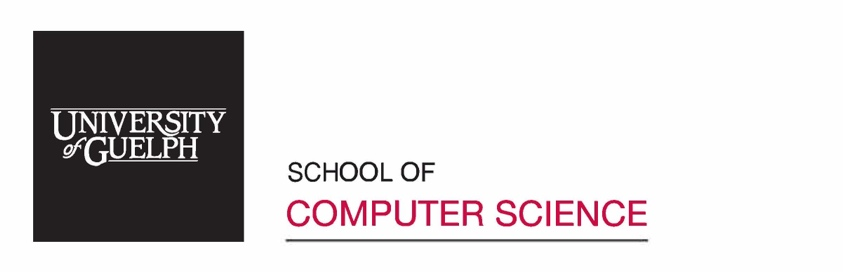 UNIVERSITY
of GUELPH
SCHOOL OF
COMPUTER SCIENCE